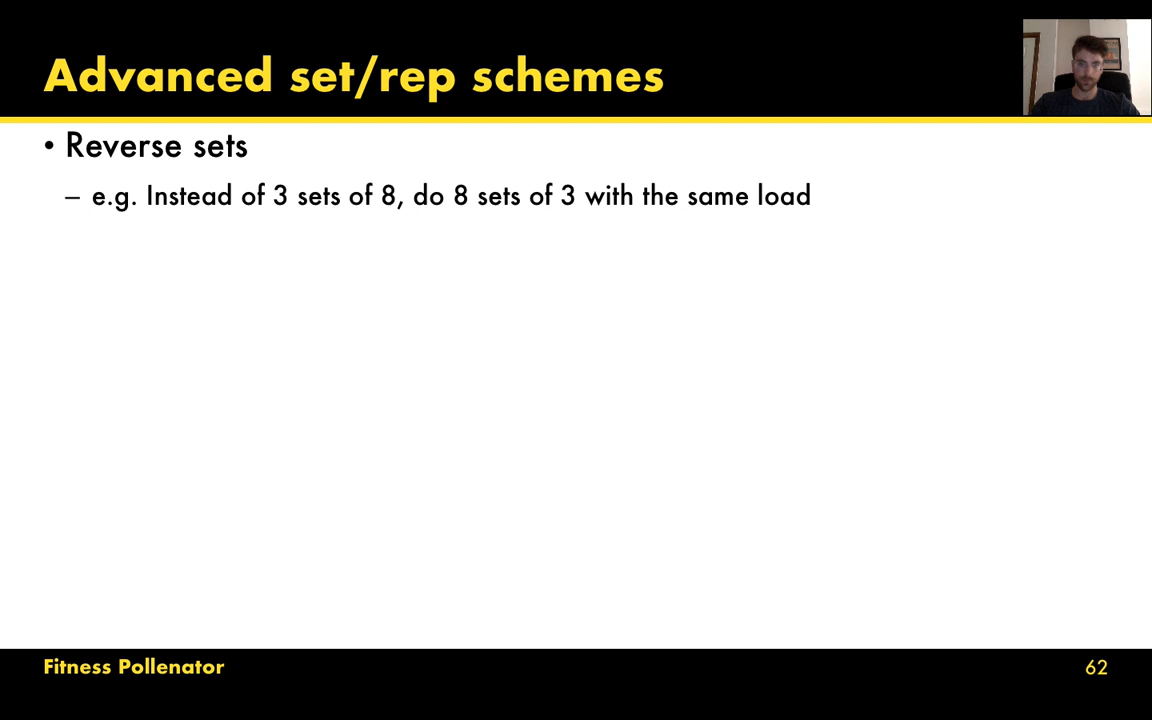 Advanced set/rep schemes
• Reverse sets
– e.g. Instead of 3 sets of 8, do 8 sets of 3 with the same load
Fitness Pollenator
62